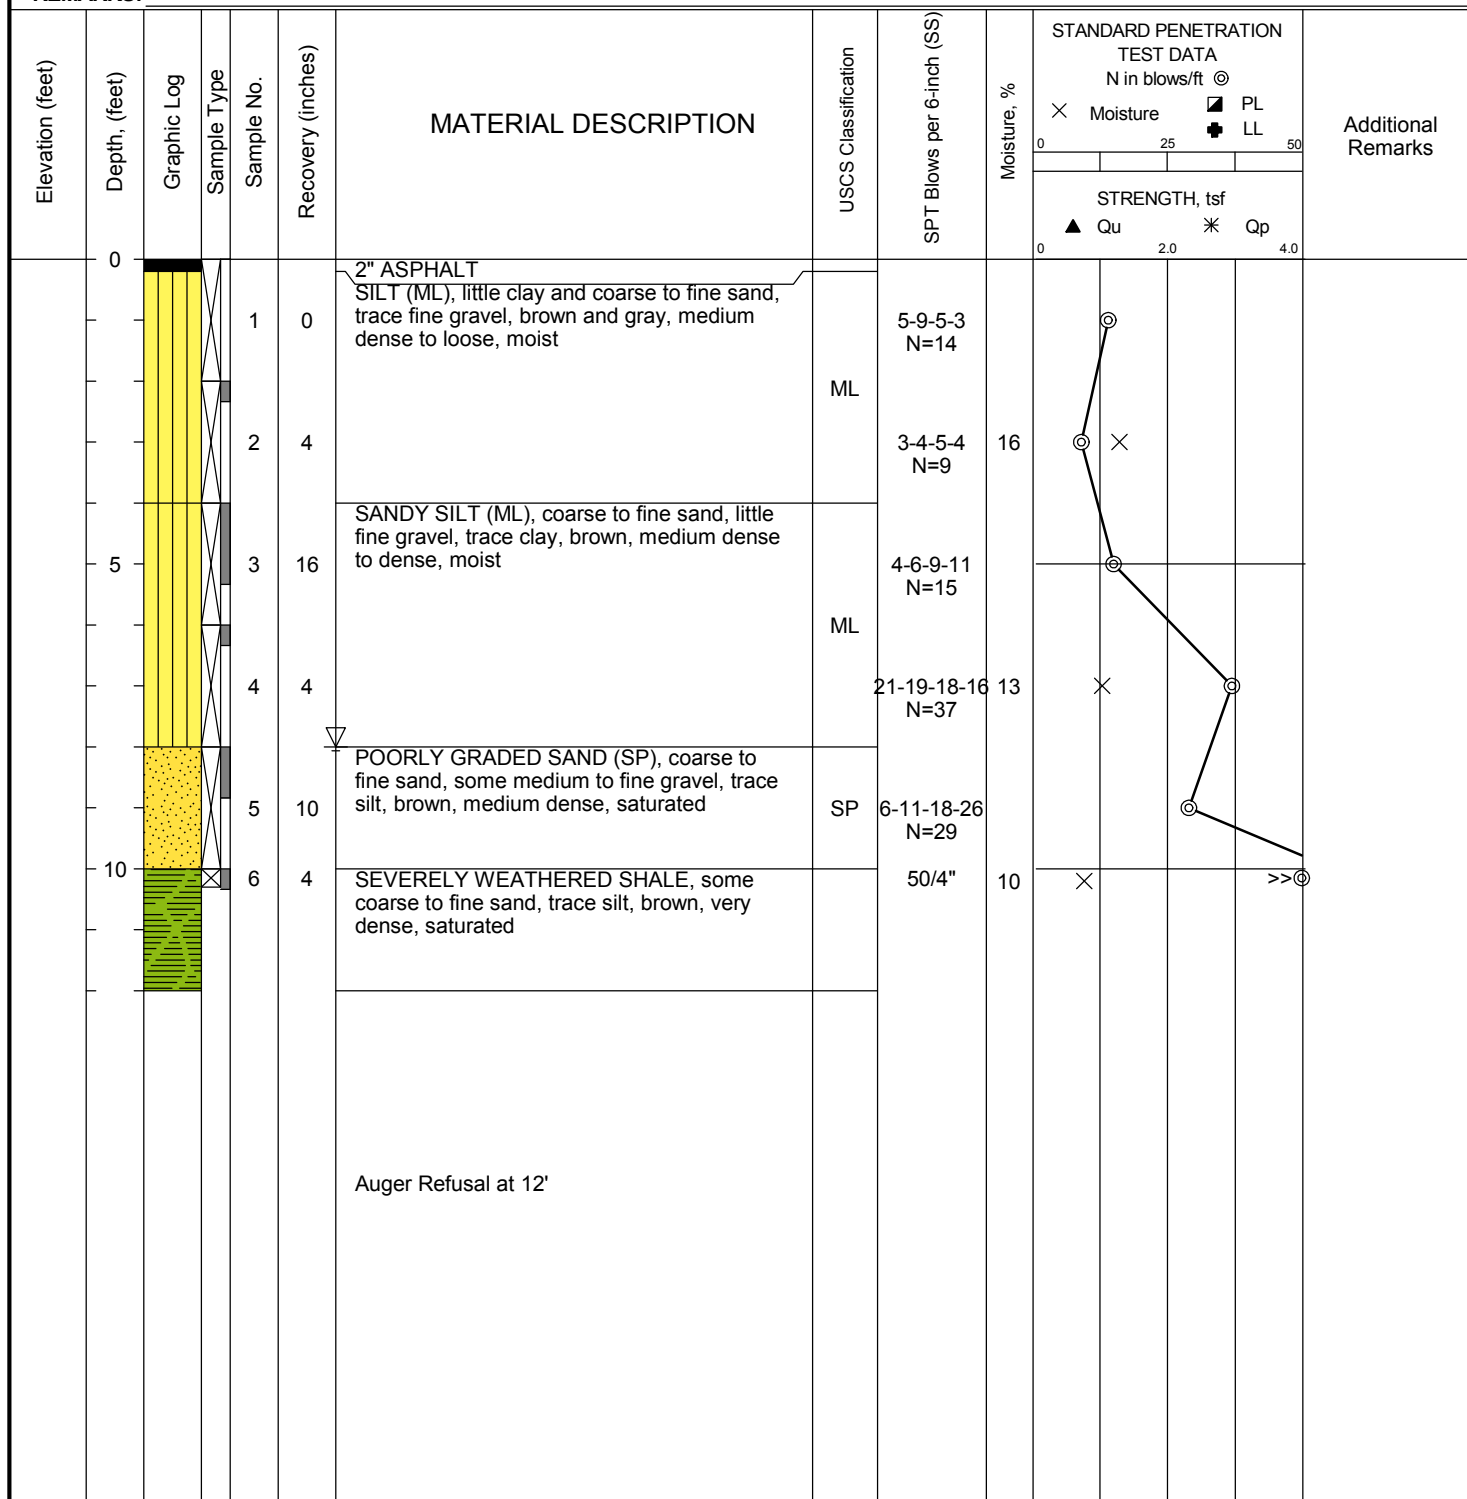 Elevation (feet)
Depth, (feet)
Graphic Log
Sample Type
Sample No.
Recovery (inches)
MATERIAL DESCRIPTION
USCS Classification
SPT Blows per 6-inch (SS)
Moisture, %
STANDARD PENETRATION
TEST DATA
N in blows/ft
Moisture
PL
LL
0 25 50
STRENGTH, tsf
Qu Qp
0 2.0 4.0
Additional
Remarks
0
2" ASPHALT
SILT (ML), little clay and coarse to fine sand,
trace fine gravel, brown and gray, medium
dense to loose, moist
1 0 5-9-5-3
N=14
ML
2 4 3-4-5-4 16
N=9
SANDY SILT (ML), coarse to fine sand, little
fine gravel, trace clay, brown, medium dense
to dense, moist
5 3 16 4-6-9-11
N=15
ML
4 4 21-19-18-16 13
N=37
POORLY GRADED SAND (SP), coarse to
fine sand, some medium to fine gravel, trace
silt, brown, medium dense, saturated
5 10 SP 6-11-18-26
N=29
10 6 4 SEVERELY WEATHERED SHALE, some 50/4" 10 >>
coarse to fine sand, trace silt, brown, very
dense, saturated
Auger Refusal at 12'